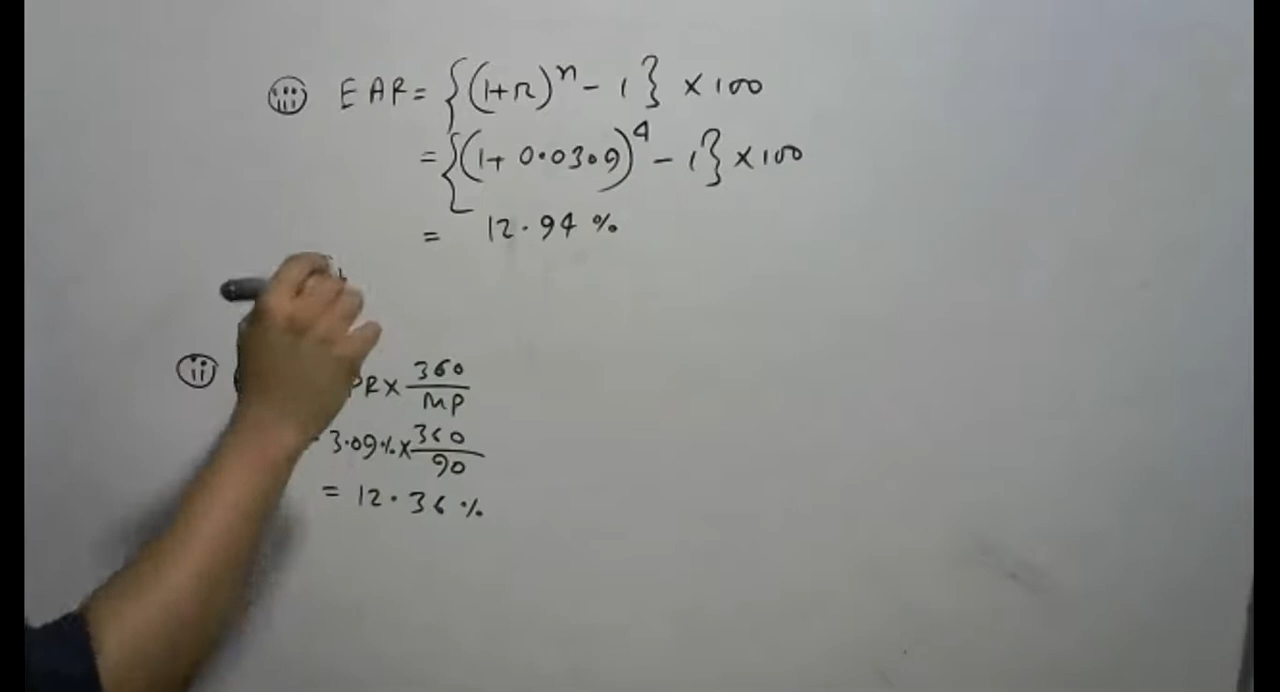 (iii) EAR = {(1+r)^n - 1} × 100
= {(1+ 0.0309)^4 - 1} × 100
= 12.94 %
(ii) PR × 360/MP
3.09% × 360/90
= 12.36 %